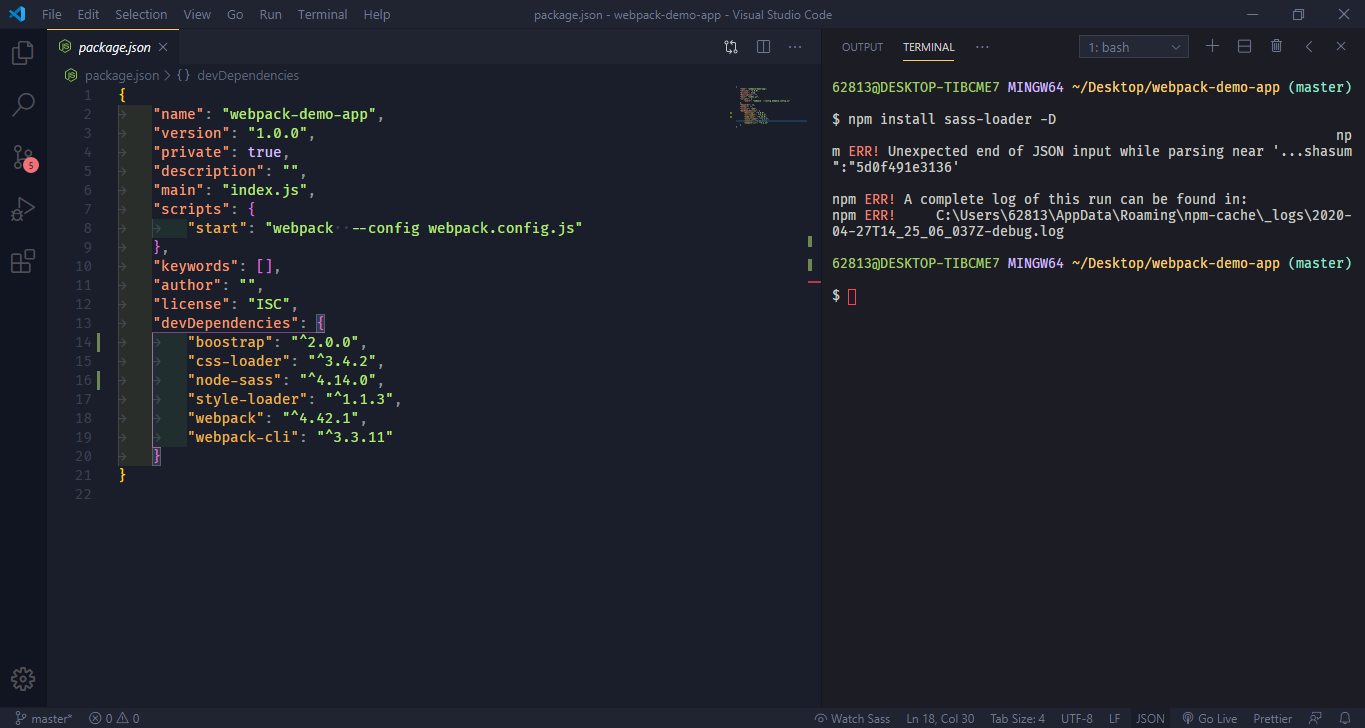 File Edit Selection View Go Run Terminal Help package.json - webpack-demo-app - Visual Studio Code
package.json
package.json > {} devDependencies
1 {
2 "name": "webpack-demo-app",
3 "version": "1.0.0",
4 "private": true,
5 "description": "",
6 "main": "index.js",
7 "scripts": {
8 "start": "webpack  --config webpack.config.js"
9 },
10 "keywords": [],
11 "author": "",
12 "license": "ISC",
13 "devDependencies": {
14 "boostrap": "^2.0.0",
15 "css-loader": "^3.4.2",
16 "node-sass": "^4.14.0",
17 "style-loader": "^1.1.3",
18 "webpack": "^4.42.1",
19 "webpack-cli": "^3.3.11"
20 }
21 }
22
5
OUTPUT TERMINAL ··· 1: bash
62813@DESKTOP-TIBCME7 MINGW64 ~/Desktop/webpack-demo-app (master)
$ npm install sass-loader -D
np
m ERR! Unexpected end of JSON input while parsing near '...shasum
":"5d0f491e3136'
npm ERR! A complete log of this run can be found in:
npm ERR!     C:\Users\62813\AppData\Roaming\npm-cache\_logs\2020-
04-27T14_25_06_037Z-debug.log
62813@DESKTOP-TIBCME7 MINGW64 ~/Desktop/webpack-demo-app (master)
$
master* 0 0 Watch Sass Ln 18, Col 30 Tab Size: 4 UTF-8 LF JSON Go Live Prettier